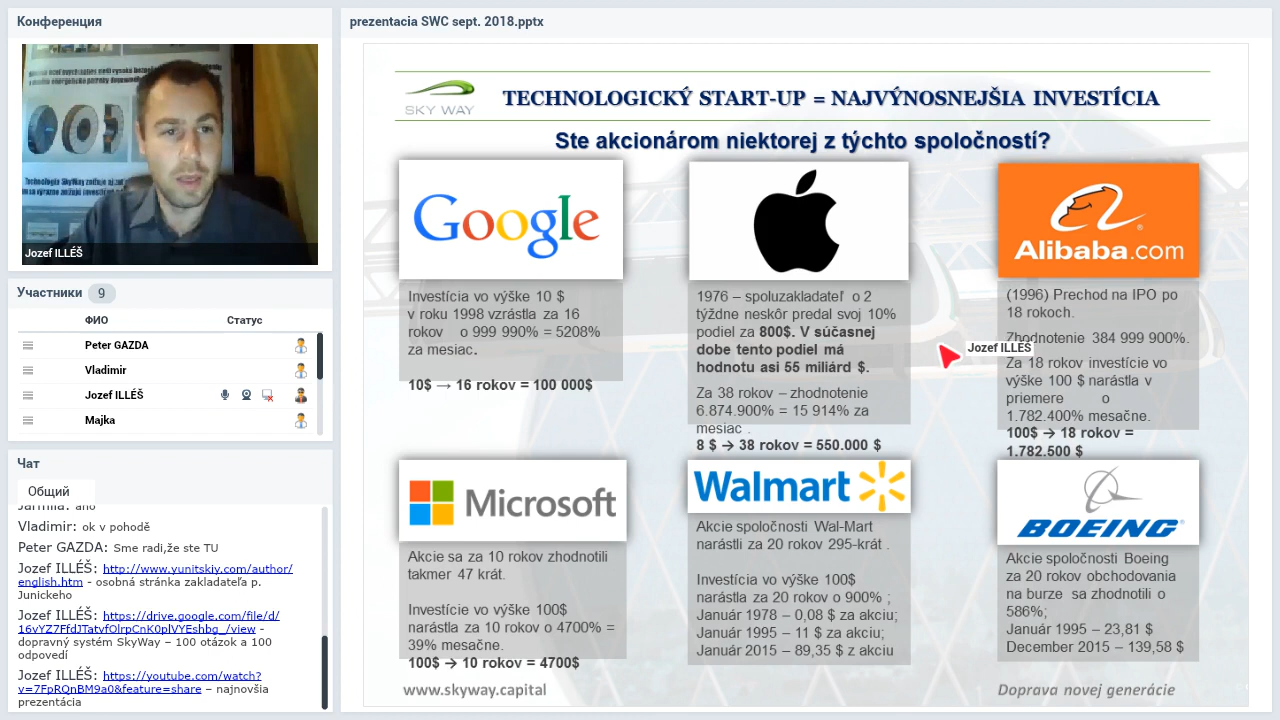 Конференция
Technologia SkyWay znižuje aj zať
Jozef ILLÉŠ
Участники 9
ФИО Статус
Peter GAZDA
Vladimir
Jozef ILLÉŠ
Majka
Чат
Общий
Jarmila: ano
Vladimir: ok v pohodě
Peter GAZDA: Sme radi,že ste TU
Jozef ILLÉŠ: http://www.yunitskiy.com/author/
english.htm - osobná stránka zakladateľa p.
Junickeho
Jozef ILLÉŠ: https://drive.google.com/file/d/
16vYZ7FfdJTatvfOlrpCnK0plVYEshbg_/view -
dopravný systém SkyWay – 100 otázok a 100
odpovedí
Jozef ILLÉŠ: https://youtube.com/watch?
v=7FpRQnBM9a0&feature=share – najnovšia
prezentácia
prezentacia SWC sept. 2018.pptx
SKY WAY
TECHNOLOGICKÝ START-UP = NAJVÝNOSNEJŠIA INVESTÍCIA
Ste akcionárom niektorej z týchto spoločností?
Google
Investícia vo výške 10 $
v roku 1998 vzrástla za 16
rokov o 999 990% = 5208%
za mesiac.
10$ → 16 rokov = 100 000$
1976 – spoluzakladateľ o 2
týždne neskôr predal svoj 10%
podiel za 800$. V súčasnej
dobe tento podiel má
hodnotu asi 55 miliárd $.
Za 38 rokov – zhodnotenie
6.874.900% = 15 914% za
mesiac .
8 $ → 38 rokov = 550.000 $
Alibaba.com
(1996) Prechod na IPO po
18 rokoch.
Zhodnotenie 384 999 900%.
Jozef ILLÉŠ
Za 18 rokov investície vo
výške 100 $ narástla v
priemere o
1.782.400% mesačne.
100$ → 18 rokov =
1.782.500 $
Microsoft
Akcie sa za 10 rokov zhodnotili
takmer 47 krát.
Investície vo výške 100$
narástla za 10 rokov o 4700% =
39% mesačne.
100$ → 10 rokov = 4700$
Walmart
Akcie spoločnosti Wal-Mart
narástli za 20 rokov 295-krát .
Investícia vo výške 100$
narástla za 20 rokov o 900% ;
Január 1978 – 0,08 $ za akciu;
Január 1995 – 11 $ za akciu;
Január 2015 – 89,35 $ z akciu
BOEING
Akcie spoločnosti Boeing
za 20 rokov obchodovania
na burze sa zhodnotili o
586%;
Január 1995 – 23,81 $
December 2015 – 139,58 $
www.skyway.capital
Doprava novej generácie